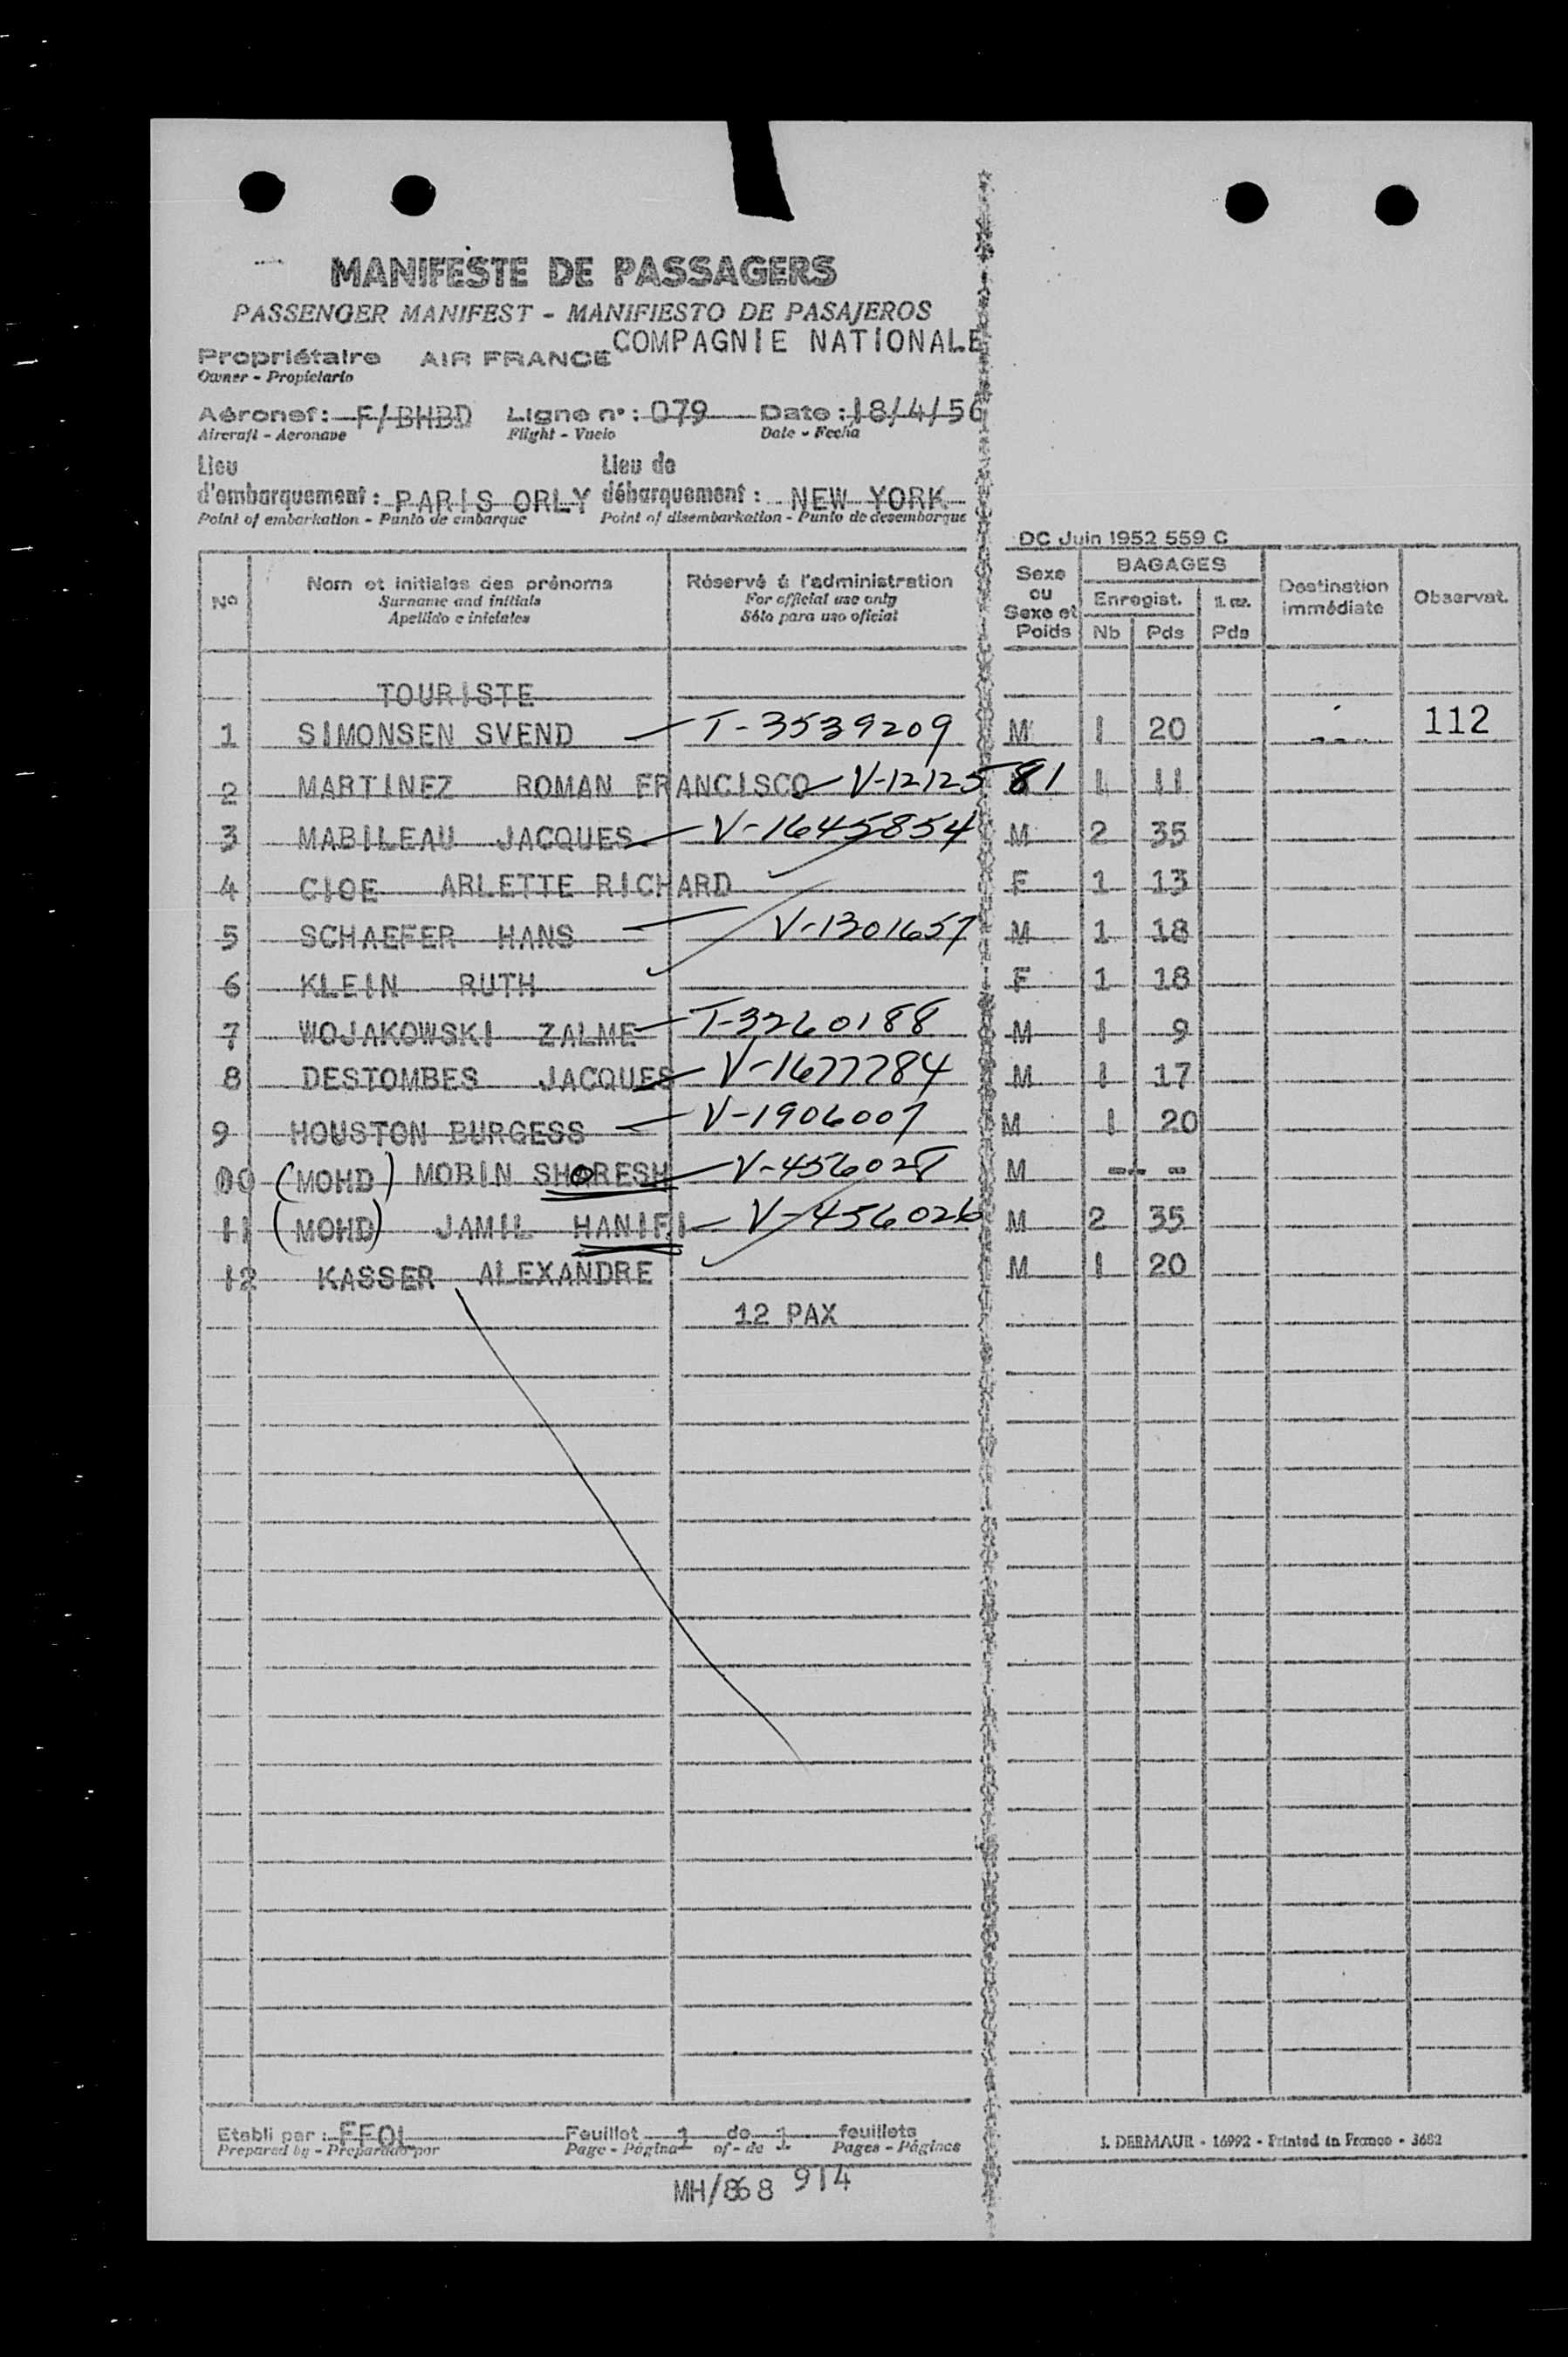 MANIFESTE DE PASSAGERS
PASSENGER MANIFEST - MANIFIESTO DE PASAJEROS
Propriétaire AIR FRANCE COMPAGNIE NATIONALE
Owner - Propietario
Aéronef: F/BHBD Ligne n°: 079 Date: 18/4/56
Aircraft - Aeronave Flight - Vuelo Date - Fecha
Lieu d'embarquement: PARIS ORLY Lieu de débarquement: NEW YORK
Point of embarkation - Punto de embarque Point of disembarkation - Punto de desembarque
DC Juin 1952 559 C
N° Nom et initiales des prénoms Réservé à l'administration Sexe ou Sexe et Poids BAGAGES Destination immédiate Observat.
Surname and initials For official use only Enregist.
Apellido e iniciales Sólo para uso oficial Nb Pds Pds
TOURISTE
1 SIMONSEN SVEND T-3539209 M 1 20 112
2 MARTINEZ ROMAN FRANCISCO V-1212581 1 11
3 MABILEAU JACQUES V-1645854 M 2 35
4 CIOE ARLETTE RICHARD F 1 13
5 SCHAEFER HANS V-1301657 M 1 18
6 KLEIN RUTH F 1 18
7 WOJAKOWSKI ZALME T-3260188 M 1 9
8 DESTOMBES JACQUES V-1677784 M 1 17
9 HOUSTON BURGESS V-1906007 M 1 20
(MOHD) MOBIN SHORESH M -- -
11 (MOHD) JAMIL HANIFI V-456026 M 2 35
12 KASSER ALEXANDRE M 1 20
12 PAX
Etabli par: FFOL Feuillet 1 de 1 feuillets
Prepared by - Preparado por Page - Página of - de Pages - Páginas
I. DERMAUR - 16992 - Printed in France - 3652
MH/868 914